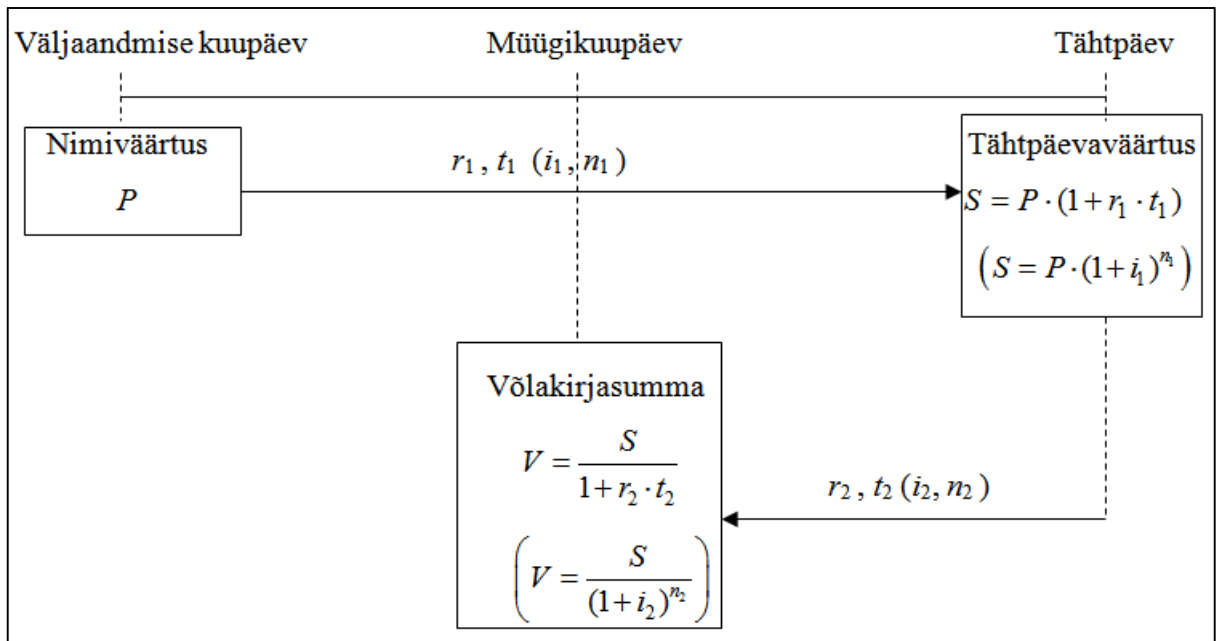 Väljaandmise kuupäev
Müügikuupäev
Tähtpäev
Nimiväärtus
P
r₁ , t₁ (i₁ , n₁)
Tähtpäevaväärtus
S = P · (1 + r₁ · t₁)
(S = P · (1 + i₁)^n₁)
Võlakirjasumma
V = S / (1 + r₂ · t₂)
(V = S / (1 + i₂)^n₂)
r₂ , t₂ (i₂, n₂)